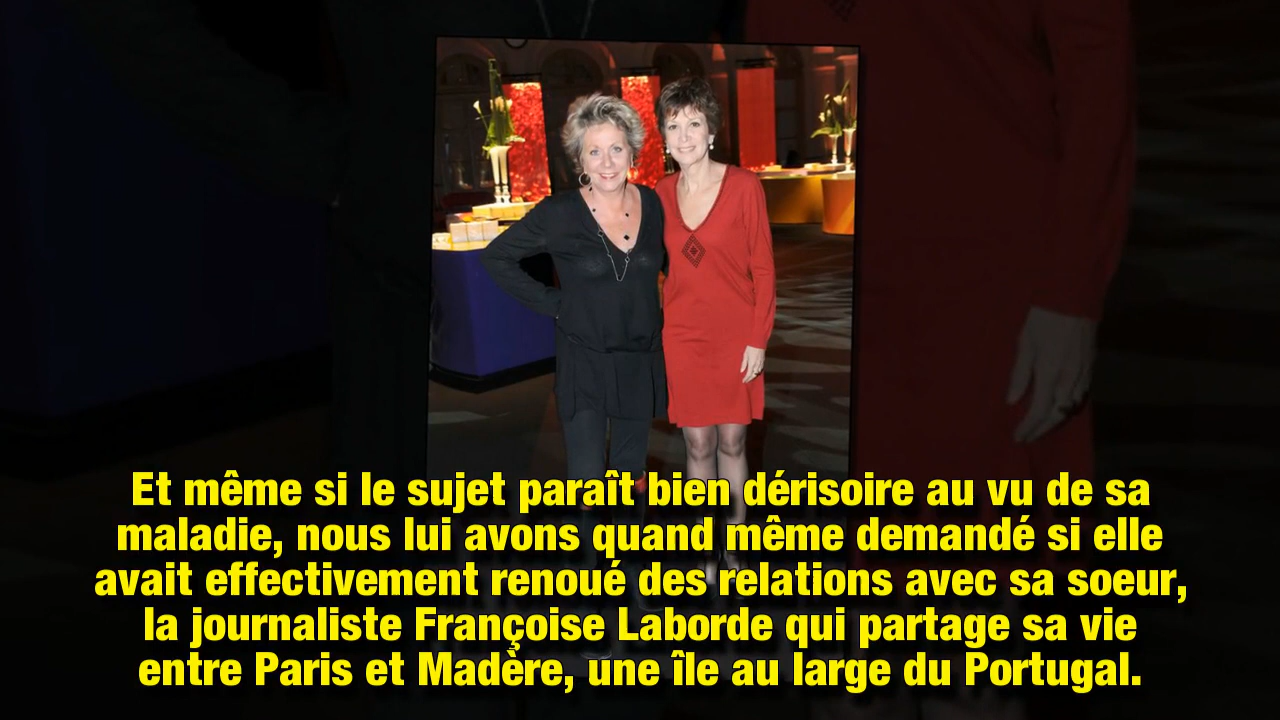 Et même si le sujet paraît bien dérisoire au vu de sa
maladie, nous lui avons quand même demandé si elle
avait effectivement renoué des relations avec sa soeur,
la journaliste Françoise Laborde qui partage sa vie
entre Paris et Madère, une île au large du Portugal.